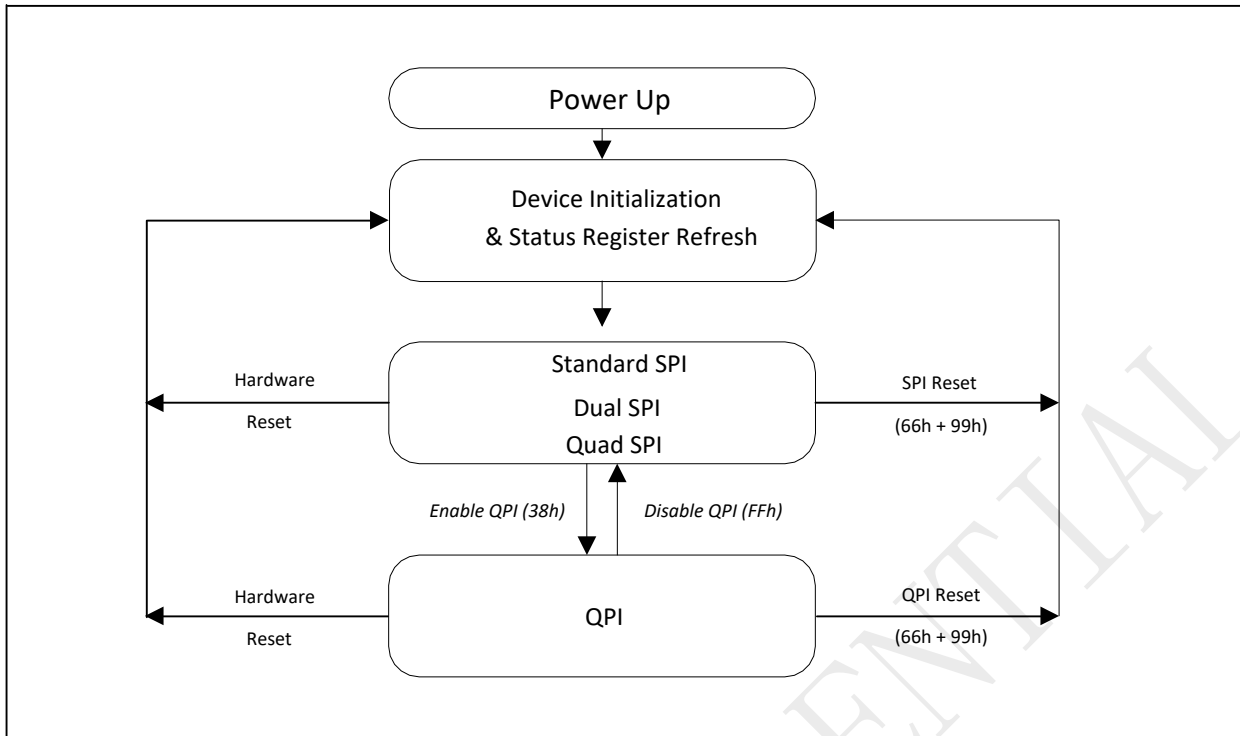 Power Up
Device Initialization
& Status Register Refresh
Standard SPI
Dual SPI
Quad SPI
Hardware
Reset
SPI Reset
(66h + 99h)
Enable QPI (38h)
Disable QPI (FFh)
QPI
Hardware
Reset
QPI Reset
(66h + 99h)
ENTIAL